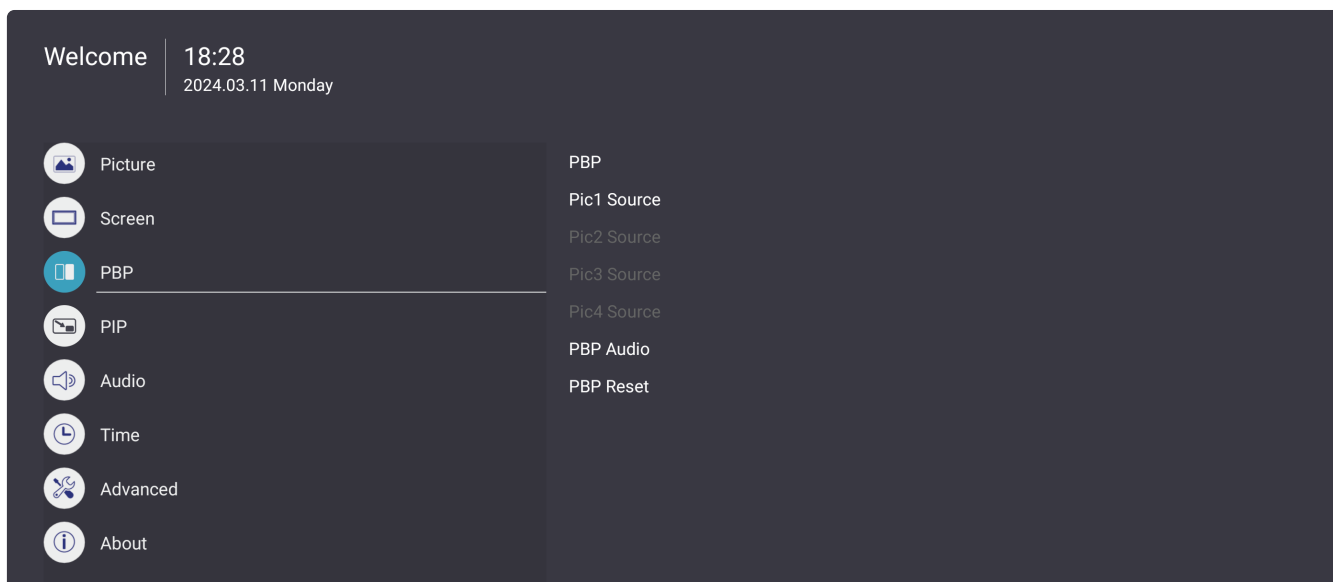 Welcome
18:28
2024.03.11 Monday
Picture
Screen
PBP
PIP
Audio
Time
Advanced
About
PBP
Pic1 Source
Pic2 Source
Pic3 Source
Pic4 Source
PBP Audio
PBP Reset